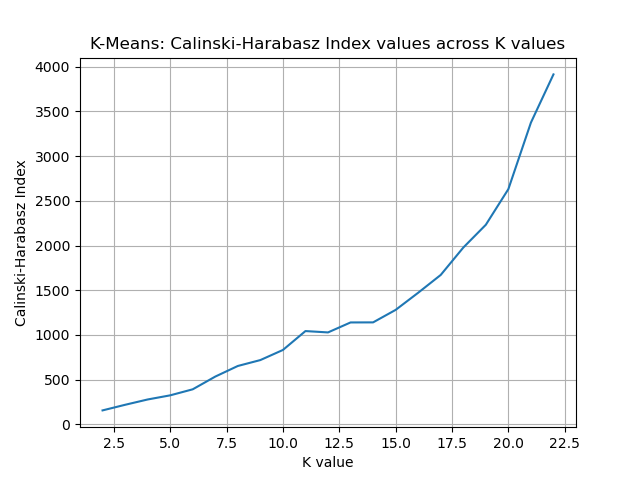 K-Means: Calinski-Harabasz Index values across K values
4000
3500
3000
2500
2000
1500
1000
500
0
Calinski-Harabasz Index
2.5 5.0 7.5 10.0 12.5 15.0 17.5 20.0 22.5
K value